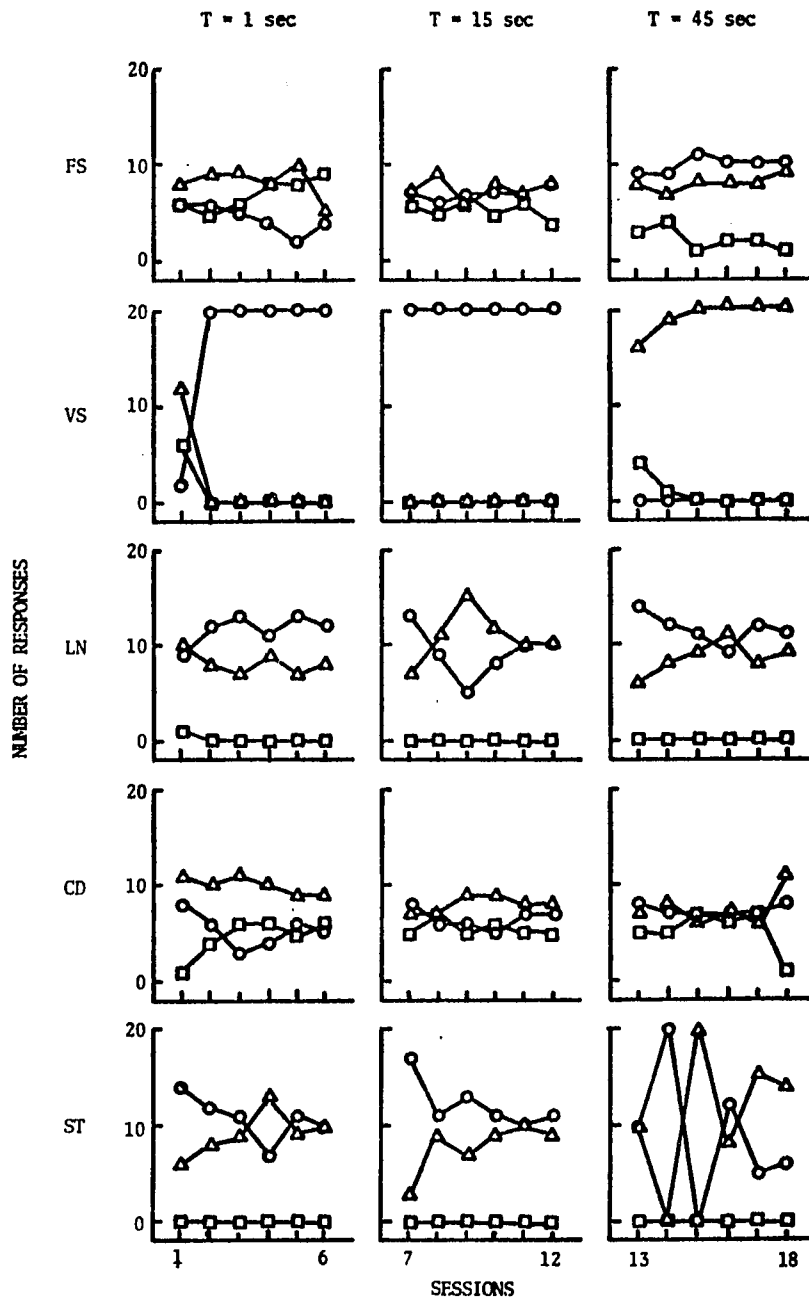 T = 1 sec T = 15 sec T = 45 sec
20
FS 10
0
20
VS 10
0
20
LN 10
0
20
CD 10
0
20
ST 10
0
1 6 7 12 13 18
SESSIONS
NUMBER OF RESPONSES